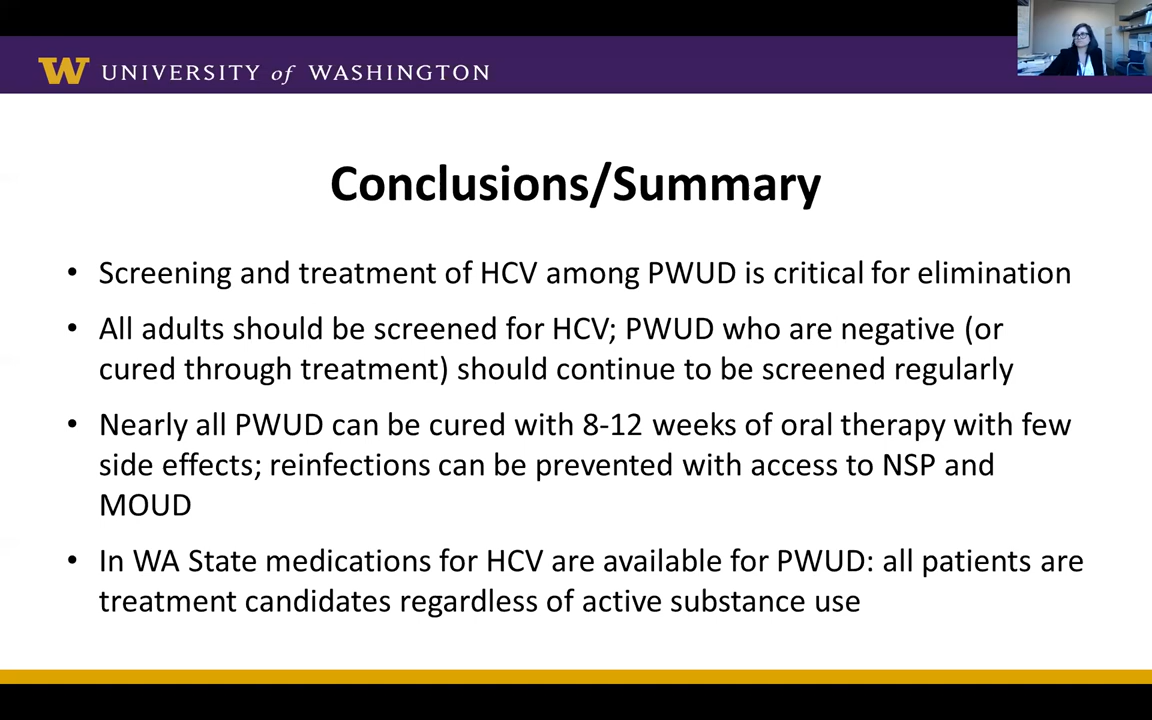 W UNIVERSITY of WASHINGTON
Conclusions/Summary
• Screening and treatment of HCV among PWUD is critical for elimination
• All adults should be screened for HCV; PWUD who are negative (or
cured through treatment) should continue to be screened regularly
• Nearly all PWUD can be cured with 8-12 weeks of oral therapy with few
side effects; reinfections can be prevented with access to NSP and
MOUD
• In WA State medications for HCV are available for PWUD: all patients are
treatment candidates regardless of active substance use